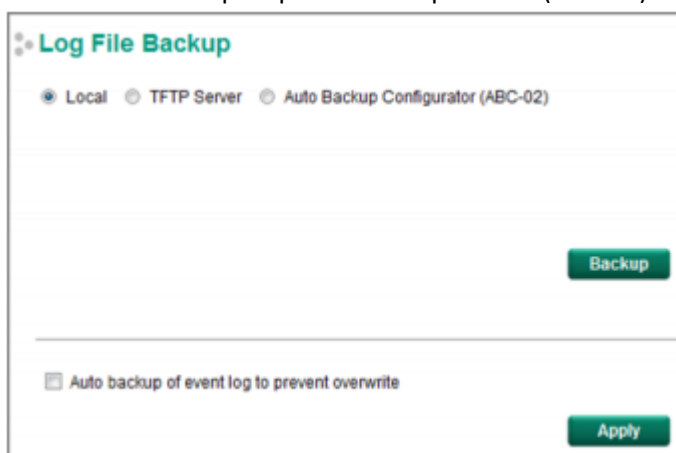 Log File Backup
Local TFTP Server Auto Backup Configurator (ABC-02)
Backup
Auto backup of event log to prevent overwrite
Apply